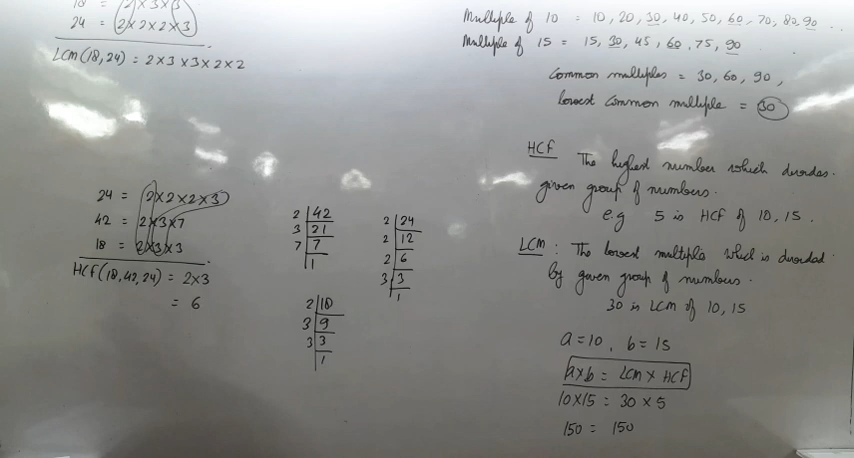 18 = 2×3×3
24 = 2×2×2×3
LCM(18,24) = 2×3×3×2×2
24 = 2×2×2×3
42 = 2×3×7
18 = 2×3×3
HCF(18,42,24) = 2×3
= 6
2 | 42
3 | 21
7 | 7
1
2 | 24
2 | 12
2 | 6
3 | 3
1
2 | 18
3 | 9
3 | 3
1
Multiple of 10 = 10, 20, 30, 40, 50, 60, 70, 80, 90 ..
Multiple of 15 = 15, 30, 45, 60, 75, 90 ..
Common multiples = 30, 60, 90,
lowest common multiple = 30
HCF The highest number which divides
given group of numbers.
e.g 5 is HCF of 10, 15.
LCM : The lowest multiple which is divided
by given group of numbers.
30 is LCM of 10, 15
a = 10, b = 15
a×b = LCM × HCF
10×15 = 30 × 5
150 = 150